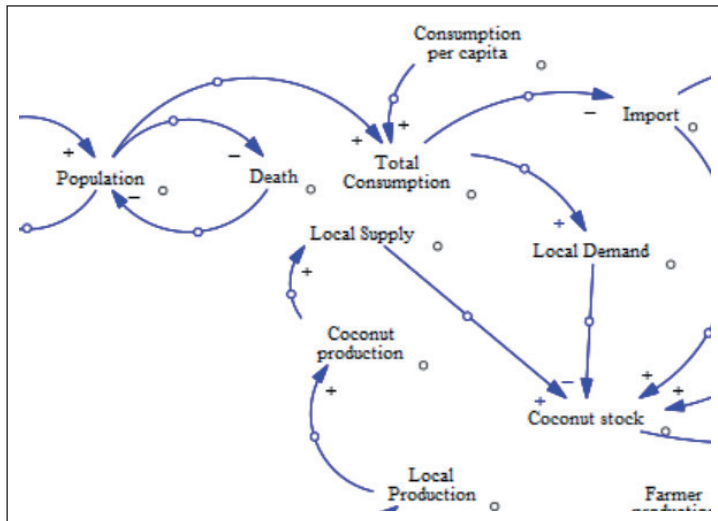 Consumption
per capita
+
-
Import
+
-
+
Population
-
Death
Total
Consumption
Local Supply
+
+
Local Demand
Coconut
production
+
-
+
+
+
Coconut stock
Local
Production
Farmer